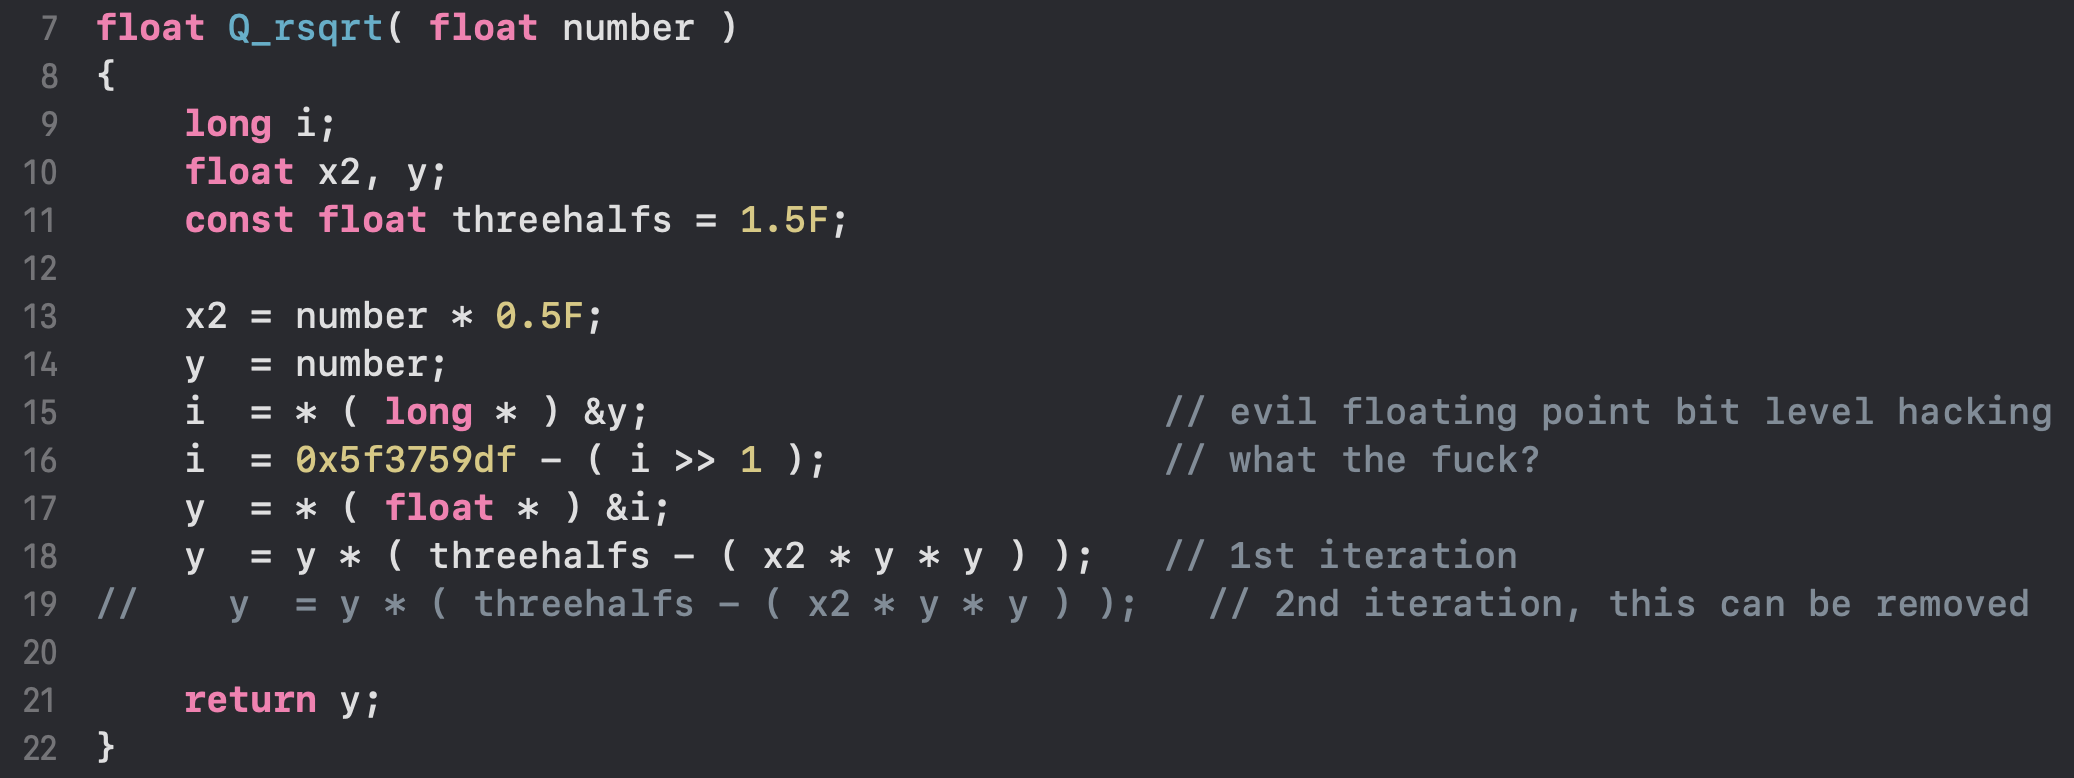 7 float Q_rsqrt( float number )
8 {
9     long i;
10     float x2, y;
11     const float threehalfs = 1.5F;
12
13     x2 = number * 0.5F;
14     y  = number;
15     i  = * ( long * ) &y;                       // evil floating point bit level hacking
16     i  = 0x5f3759df - ( i >> 1 );               // what the fuck?
17     y  = * ( float * ) &i;
18     y  = y * ( threehalfs - ( x2 * y * y ) );   // 1st iteration
19 //    y  = y * ( threehalfs - ( x2 * y * y ) );   // 2nd iteration, this can be removed
20
21     return y;
22 }